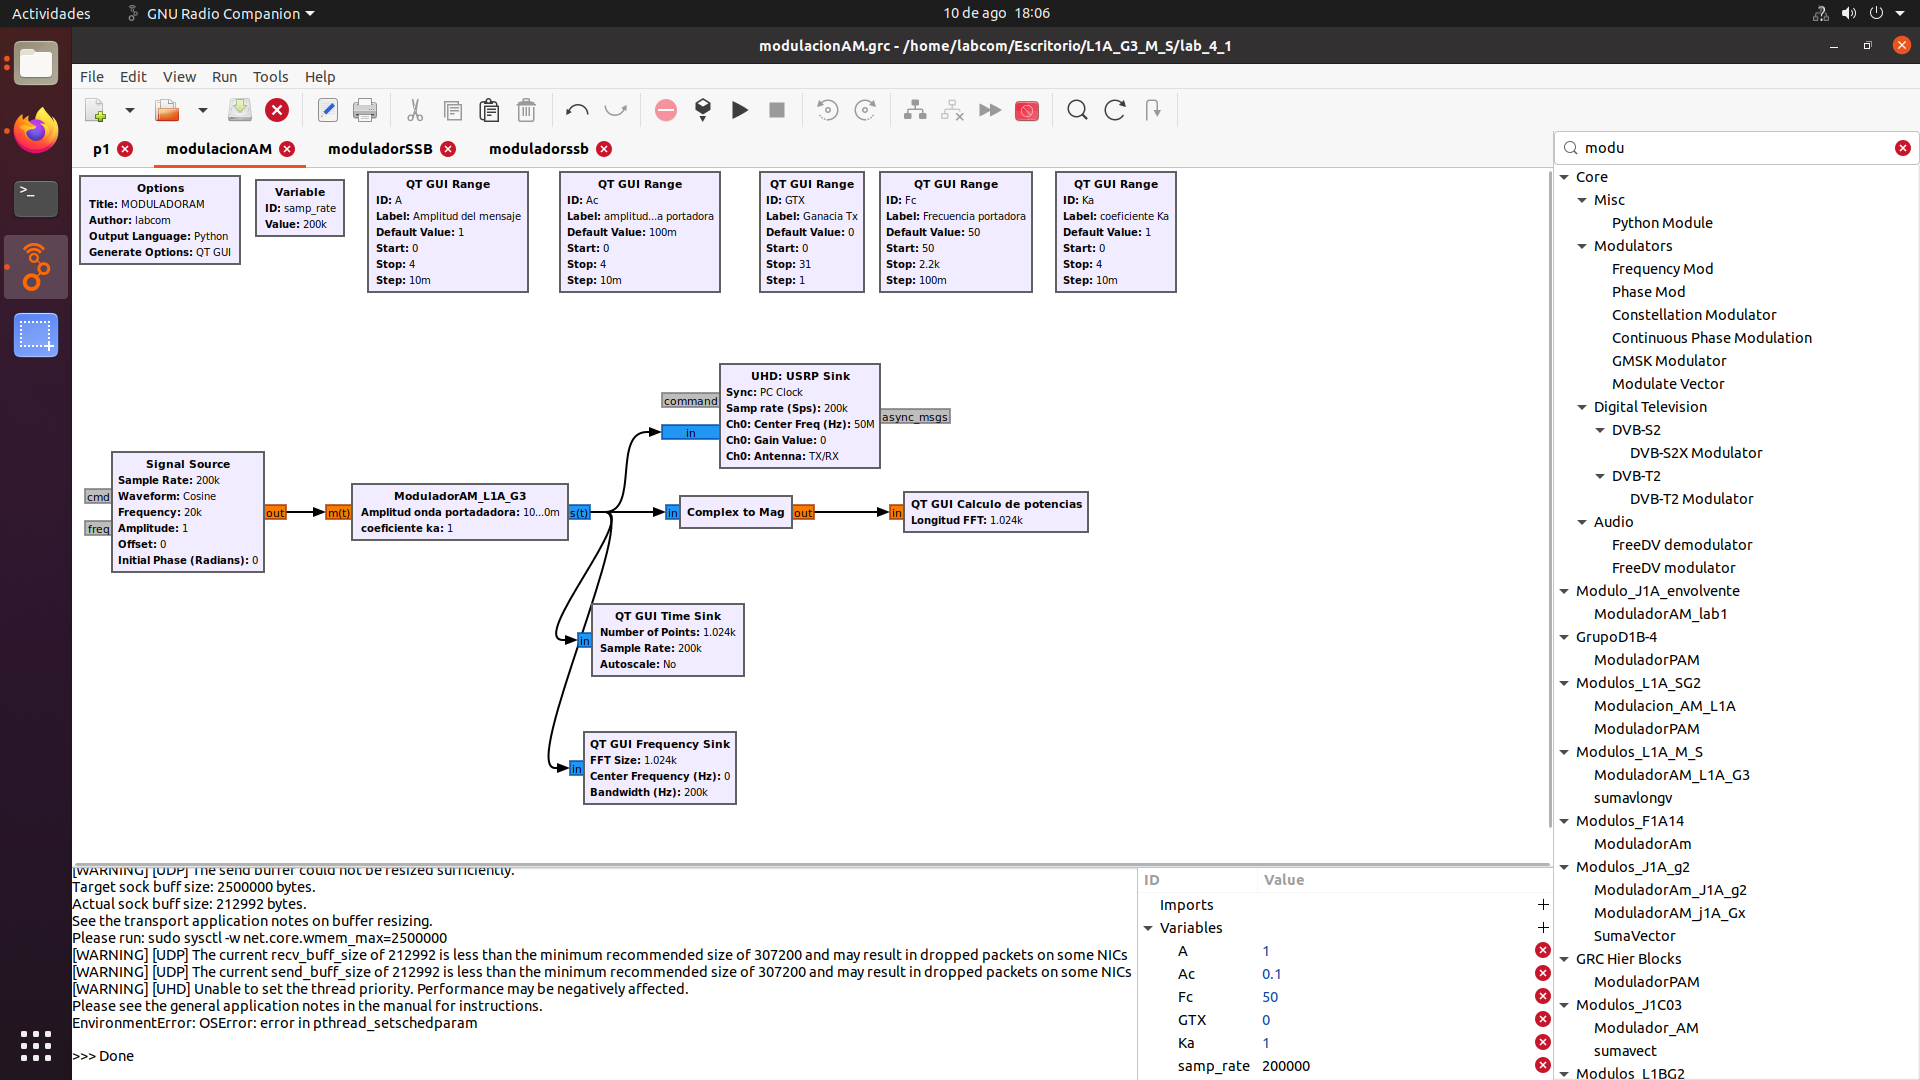 Actividades
GNU Radio Companion
10 de ago 18:06
modulacionAM.grc - /home/labcom/Escritorio/L1A_G3_M_S/lab_4_1
File Edit View Run Tools Help
p1
modulacionAM
moduladorSSB
moduladorssb
Options
Title: MODULADORAM
Author: labcom
Output Language: Python
Generate Options: QT GUI
Variable
ID: samp_rate
Value: 200k
QT GUI Range
ID: A
Label: Amplitud del mensaje
Default Value: 1
Start: 0
Stop: 4
Step: 10m
QT GUI Range
ID: Ac
Label: amplitud...a portadora
Default Value: 100m
Start: 0
Stop: 4
Step: 10m
QT GUI Range
ID: GTX
Label: Ganacia Tx
Default Value: 0
Start: 0
Stop: 31
Step: 1
QT GUI Range
ID: Fc
Label: Frecuencia portadora
Default Value: 50
Start: 50
Stop: 2.2k
Step: 100m
QT GUI Range
ID: Ka
Label: coeficiente Ka
Default Value: 1
Start: 0
Stop: 4
Step: 10m
UHD: USRP Sink
Sync: PC Clock
Samp rate (Sps): 200k
Ch0: Center Freq (Hz): 50M
Ch0: Gain Value: 0
Ch0: Antenna: TX/RX
command
in
async_msgs
Signal Source
Sample Rate: 200k
Waveform: Cosine
Frequency: 20k
Amplitude: 1
Offset: 0
Initial Phase (Radians): 0
cmd
freq
out
m(t)
ModuladorAM_L1A_G3
Amplitud onda portadadora: 10...0m
coeficiente ka: 1
s(t)
in
Complex to Mag
out
in
QT GUI Calculo de potencias
Longitud FFT: 1.024k
in
QT GUI Time Sink
Number of Points: 1.024k
Sample Rate: 200k
Autoscale: No
in
QT GUI Frequency Sink
FFT Size: 1.024k
Center Frequency (Hz): 0
Bandwidth (Hz): 200k
[WARNING] [UDP] The send buffer could not be resized sufficiently.
Target sock buff size: 2500000 bytes.
Actual sock buff size: 212992 bytes.
See the transport application notes on buffer resizing.
Please run: sudo sysctl -w net.core.wmem_max=2500000
[WARNING] [UDP] The current recv_buff_size of 212992 is less than the minimum recommended size of 307200 and may result in dropped packets on some NICs
[WARNING] [UDP] The current send_buff_size of 212992 is less than the minimum recommended size of 307200 and may result in dropped packets on some NICs
[WARNING] [UHD] Unable to set the thread priority. Performance may be negatively affected.
Please see the general application notes in the manual for instructions.
EnvironmentError: OSError: error in pthread_setschedparam
>>> Done
ID Value
Imports
Variables
A 1
Ac 0.1
Fc 50
GTX 0
Ka 1
samp_rate 200000
modu
Core
Misc
Python Module
Modulators
Frequency Mod
Phase Mod
Constellation Modulator
Continuous Phase Modulation
GMSK Modulator
Modulate Vector
Digital Television
DVB-S2
DVB-S2X Modulator
DVB-T2
DVB-T2 Modulator
Audio
FreeDV demodulator
FreeDV modulator
Modulo_J1A_envolvente
ModuladorAM_lab1
GrupoD1B-4
ModuladorPAM
Modulos_L1A_SG2
Modulacion_AM_L1A
ModuladorPAM
Modulos_L1A_M_S
ModuladorAM_L1A_G3
sumavlongv
Modulos_F1A14
ModuladorAm
Modulos_J1A_g2
ModuladorAm_J1A_g2
ModuladorAM_j1A_Gx
SumaVector
GRC Hier Blocks
ModuladorPAM
Modulos_J1C03
Modulador_AM
sumavect
Modulos_L1BG2